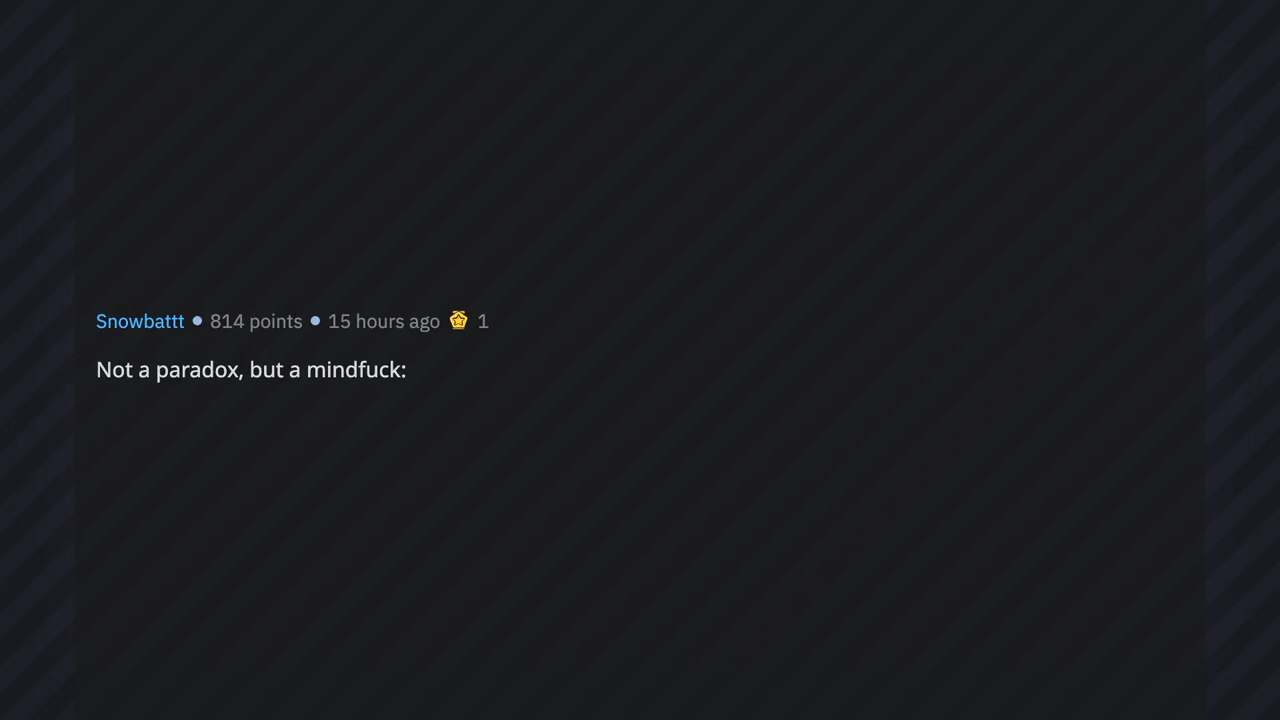 Snowbattt ● 814 points ● 15 hours ago 1
Not a paradox, but a mindfuck: